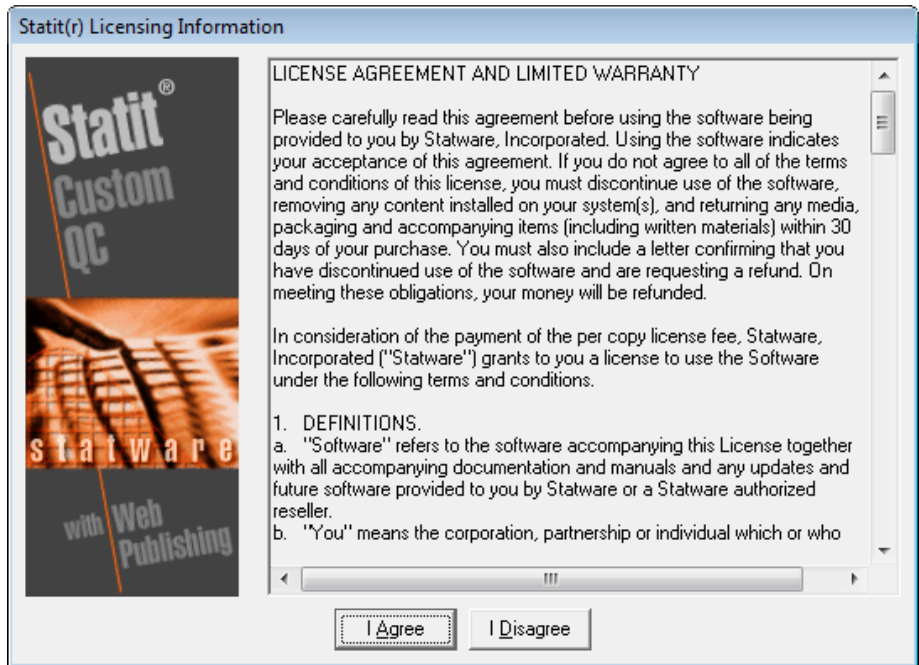 Statit(r) Licensing Information
Statit®
Custom
QC
statware
with Web
Publishing
LICENSE AGREEMENT AND LIMITED WARRANTY
Please carefully read this agreement before using the software being
provided to you by Statware, Incorporated. Using the software indicates
your acceptance of this agreement. If you do not agree to all of the terms
and conditions of this license, you must discontinue use of the software,
removing any content installed on your system(s), and returning any media,
packaging and accompanying items (including written materials) within 30
days of your purchase. You must also include a letter confirming that you
have discontinued use of the software and are requesting a refund. On
meeting these obligations, your money will be refunded.
In consideration of the payment of the per copy license fee, Statware,
Incorporated ("Statware") grants to you a license to use the Software
under the following terms and conditions.
1. DEFINITIONS.
a. "Software" refers to the software accompanying this License together
with all accompanying documentation and manuals and any updates and
future software provided to you by Statware or a Statware authorized
reseller.
b. "You" means the corporation, partnership or individual which or who
I Agree
I Disagree